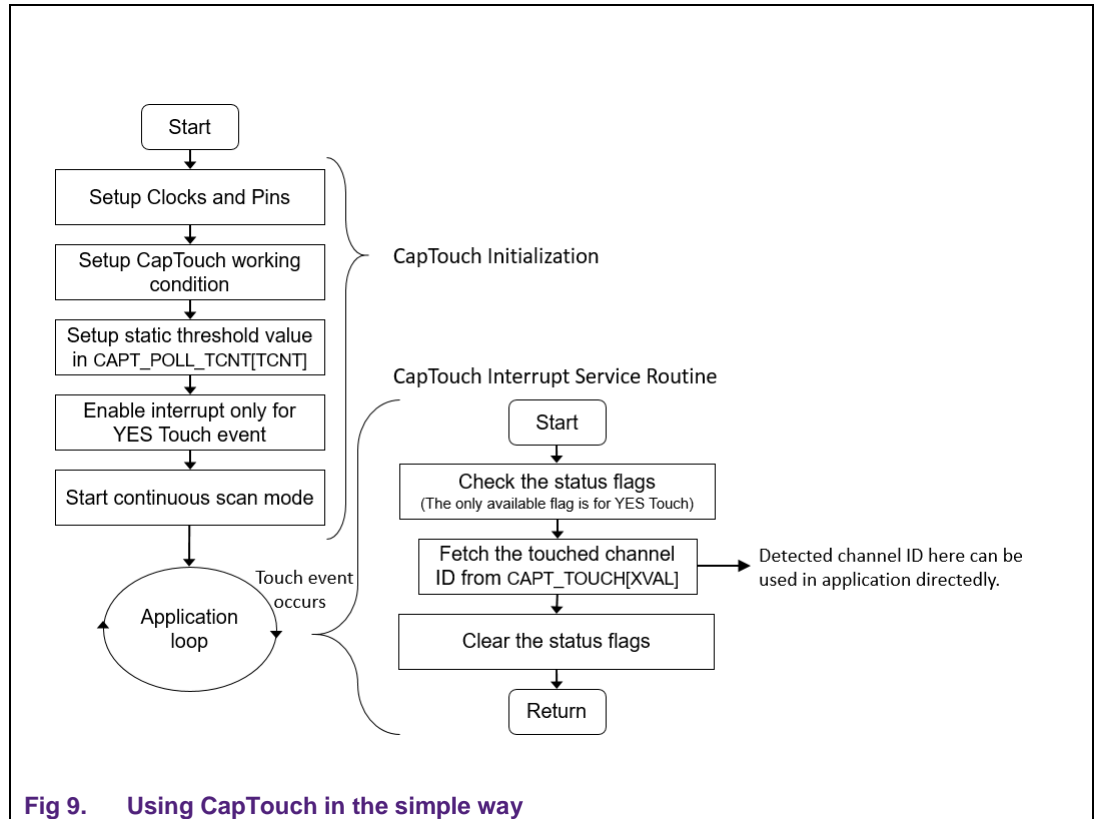 Start
Setup Clocks and Pins
Setup CapTouch working
condition
Setup static threshold value
in CAPT_POLL_TCNT[TCNT]
Enable interrupt only for
YES Touch event
Start continuous scan mode
CapTouch Initialization
Application
loop
Touch event
occurs
CapTouch Interrupt Service Routine
Start
Check the status flags
(The only available flag is for YES Touch)
Fetch the touched channel
ID from CAPT_TOUCH[XVAL]
Detected channel ID here can be
used in application directedly.
Clear the status flags
Return
Fig 9. Using CapTouch in the simple way